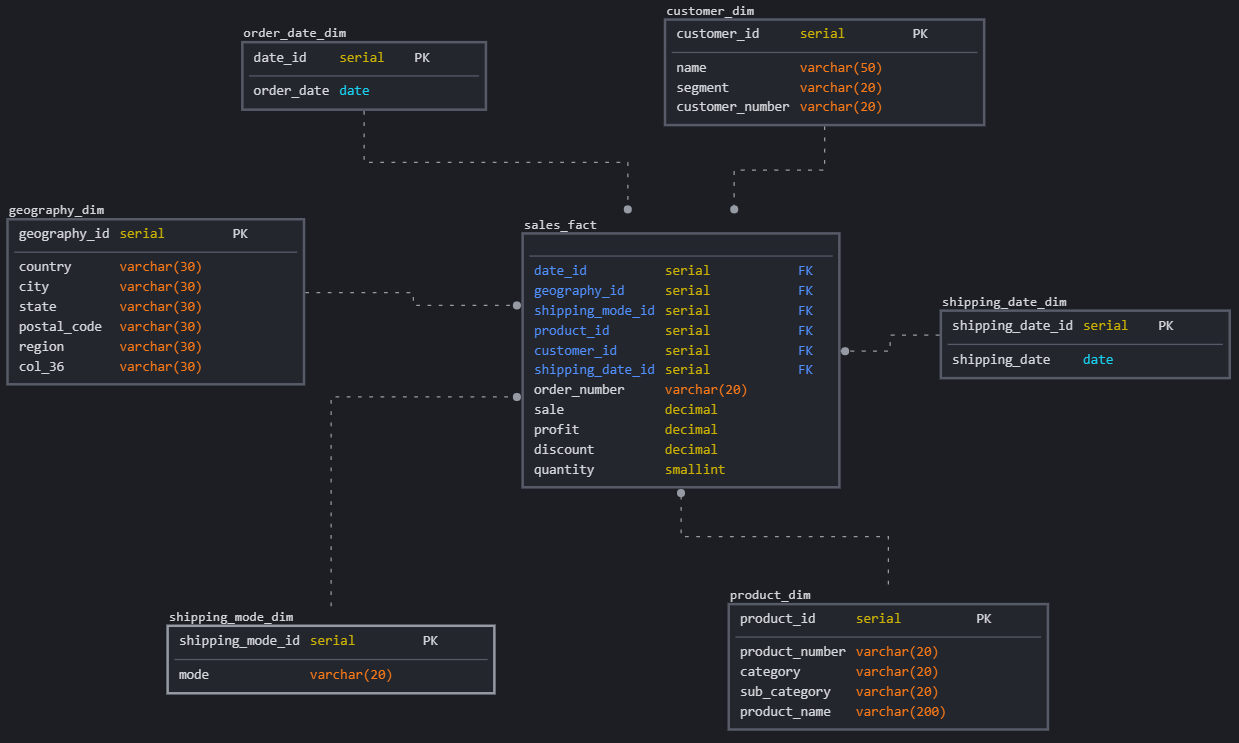 order_date_dim
date_id serial PK
order_date date
customer_dim
customer_id serial PK
name varchar(50)
segment varchar(20)
customer_number varchar(20)
geography_dim
geography_id serial PK
country varchar(30)
city varchar(30)
state varchar(30)
postal_code varchar(30)
region varchar(30)
col_36 varchar(30)
sales_fact
date_id serial FK
geography_id serial FK
shipping_mode_id serial FK
product_id serial FK
customer_id serial FK
shipping_date_id serial FK
order_number varchar(20)
sale decimal
profit decimal
discount decimal
quantity smallint
shipping_date_dim
shipping_date_id serial PK
shipping_date date
shipping_mode_dim
shipping_mode_id serial PK
mode varchar(20)
product_dim
product_id serial PK
product_number varchar(20)
category varchar(20)
sub_category varchar(20)
product_name varchar(200)